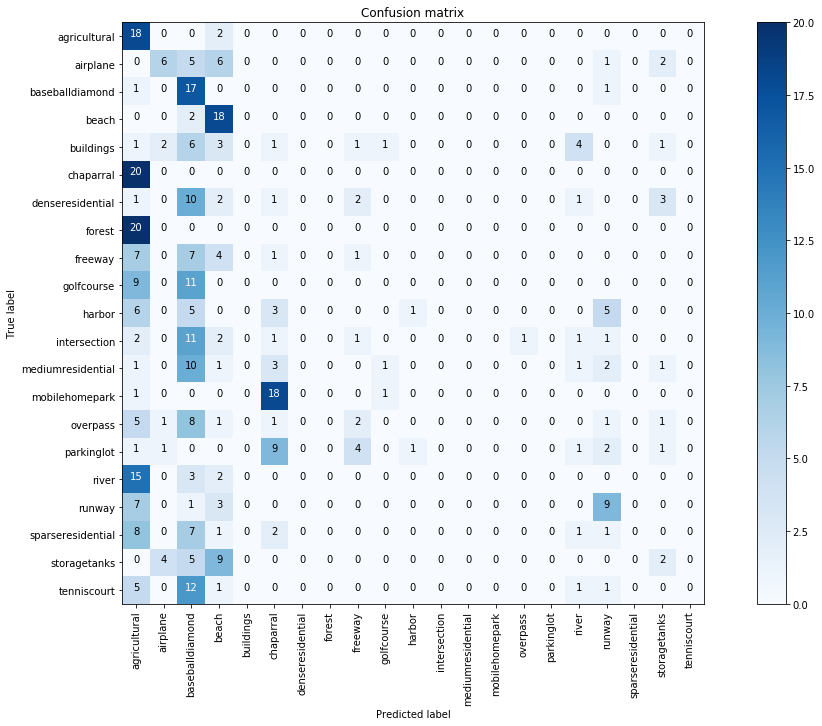 Confusion matrix
agricultural 18 0 0 2 0 0 0 0 0 0 0 0 0 0 0 0 0 0 0 0 0
airplane 0 6 5 6 0 0 0 0 0 0 0 0 0 0 0 0 0 1 0 2 0
baseballdiamond 1 0 17 0 0 0 0 0 0 0 0 0 0 0 0 0 0 1 0 0 0
beach 0 0 2 18 0 0 0 0 0 0 0 0 0 0 0 0 0 0 0 0 0
buildings 1 2 6 3 0 1 0 0 1 1 0 0 0 0 0 0 4 0 0 1 0
chaparral 20 0 0 0 0 0 0 0 0 0 0 0 0 0 0 0 0 0 0 0 0
denseresidential 1 0 10 2 0 1 0 0 2 0 0 0 0 0 0 0 1 0 0 3 0
forest 20 0 0 0 0 0 0 0 0 0 0 0 0 0 0 0 0 0 0 0 0
freeway 7 0 7 4 0 1 0 0 1 0 0 0 0 0 0 0 0 0 0 0 0
golfcourse 9 0 11 0 0 0 0 0 0 0 0 0 0 0 0 0 0 0 0 0 0
harbor 6 0 5 0 0 3 0 0 0 0 1 0 0 0 0 0 0 5 0 0 0
intersection 2 0 11 2 0 1 0 0 1 0 0 0 0 0 1 0 1 1 0 0 0
mediumresidential 1 0 10 1 0 3 0 0 0 1 0 0 0 0 0 0 1 2 0 1 0
mobilehomepark 1 0 0 0 0 18 0 0 0 1 0 0 0 0 0 0 0 0 0 0 0
overpass 5 1 8 1 0 1 0 0 2 0 0 0 0 0 0 0 0 1 0 1 0
parkinglot 1 1 0 0 0 9 0 0 4 0 1 0 0 0 0 0 1 2 0 1 0
river 15 0 3 2 0 0 0 0 0 0 0 0 0 0 0 0 0 0 0 0 0
runway 7 0 1 3 0 0 0 0 0 0 0 0 0 0 0 0 0 9 0 0 0
sparseresidential 8 0 7 1 0 2 0 0 0 0 0 0 0 0 0 0 1 1 0 0 0
storagetanks 0 4 5 9 0 0 0 0 0 0 0 0 0 0 0 0 0 0 0 2 0
tenniscourt 5 0 12 1 0 0 0 0 0 0 0 0 0 0 0 0 1 1 0 0 0
True label
agricultural
airplane
baseballdiamond
beach
buildings
chaparral
denseresidential
forest
freeway
golfcourse
harbor
intersection
mediumresidential
mobilehomepark
overpass
parkinglot
river
runway
sparseresidential
storagetanks
tenniscourt
Predicted label
20.0
17.5
15.0
12.5
10.0
7.5
5.0
2.5
0.0